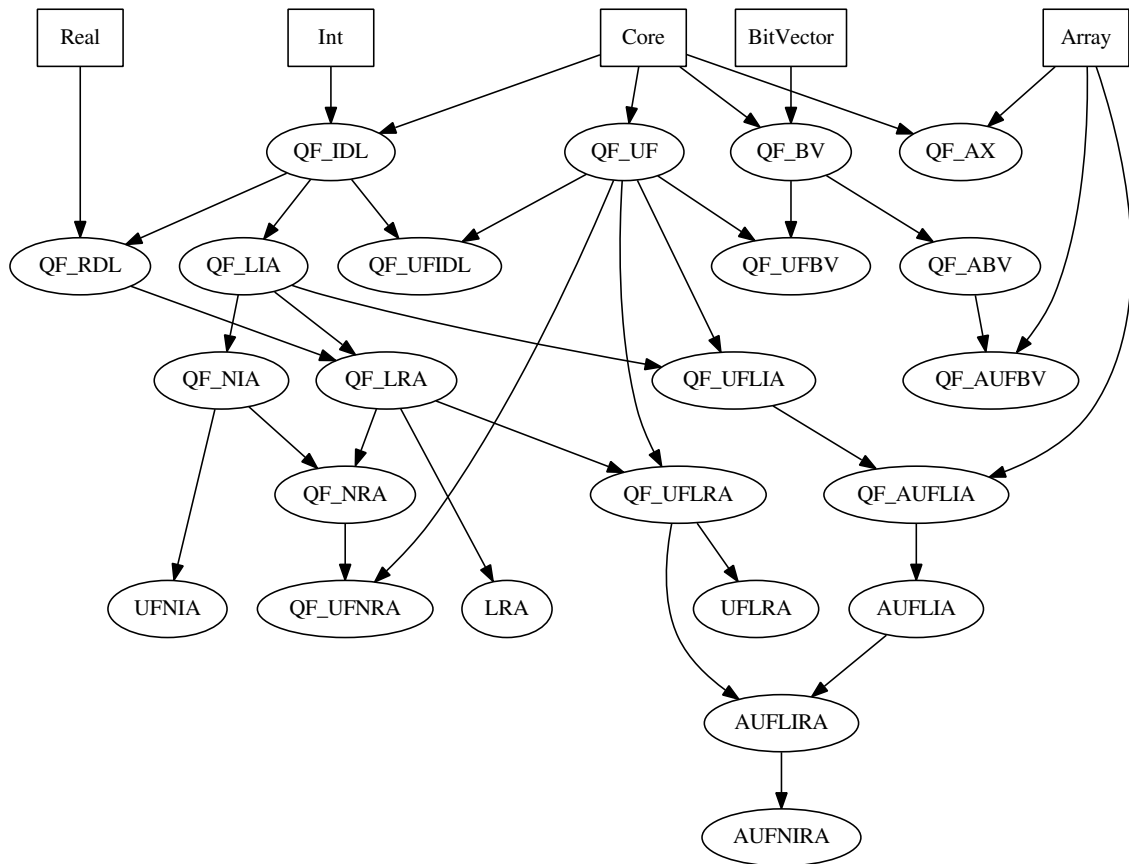 Real
Int
Core
BitVector
Array
QF_IDL
QF_UF
QF_BV
QF_AX
QF_RDL
QF_LIA
QF_UFIDL
QF_UFBV
QF_ABV
QF_NIA
QF_LRA
QF_UFLIA
QF_AUFBV
QF_NRA
QF_UFLRA
QF_AUFLIA
UFNIA
QF_UFNRA
LRA
UFLRA
AUFLIA
AUFLIRA
AUFNIRA